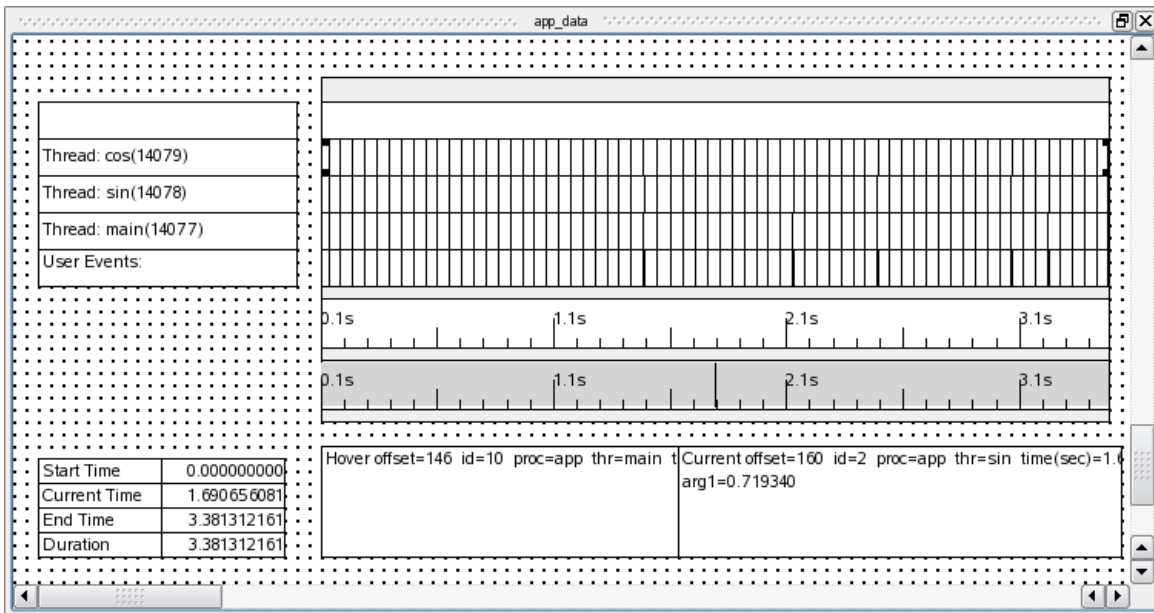 app_data
Thread: cos(14079)
Thread: sin(14078)
Thread: main(14077)
User Events:
0.1s 1.1s 2.1s 3.1s
0.1s 1.1s 2.1s 3.1s
Hover offset=146 id=10 proc=app thr=main
Current offset=160 id=2 proc=app thr=sin time(sec)=1.6
arg1=0.719340
Start Time 0.000000000
Current Time 1.690656081
End Time 3.381312161
Duration 3.381312161